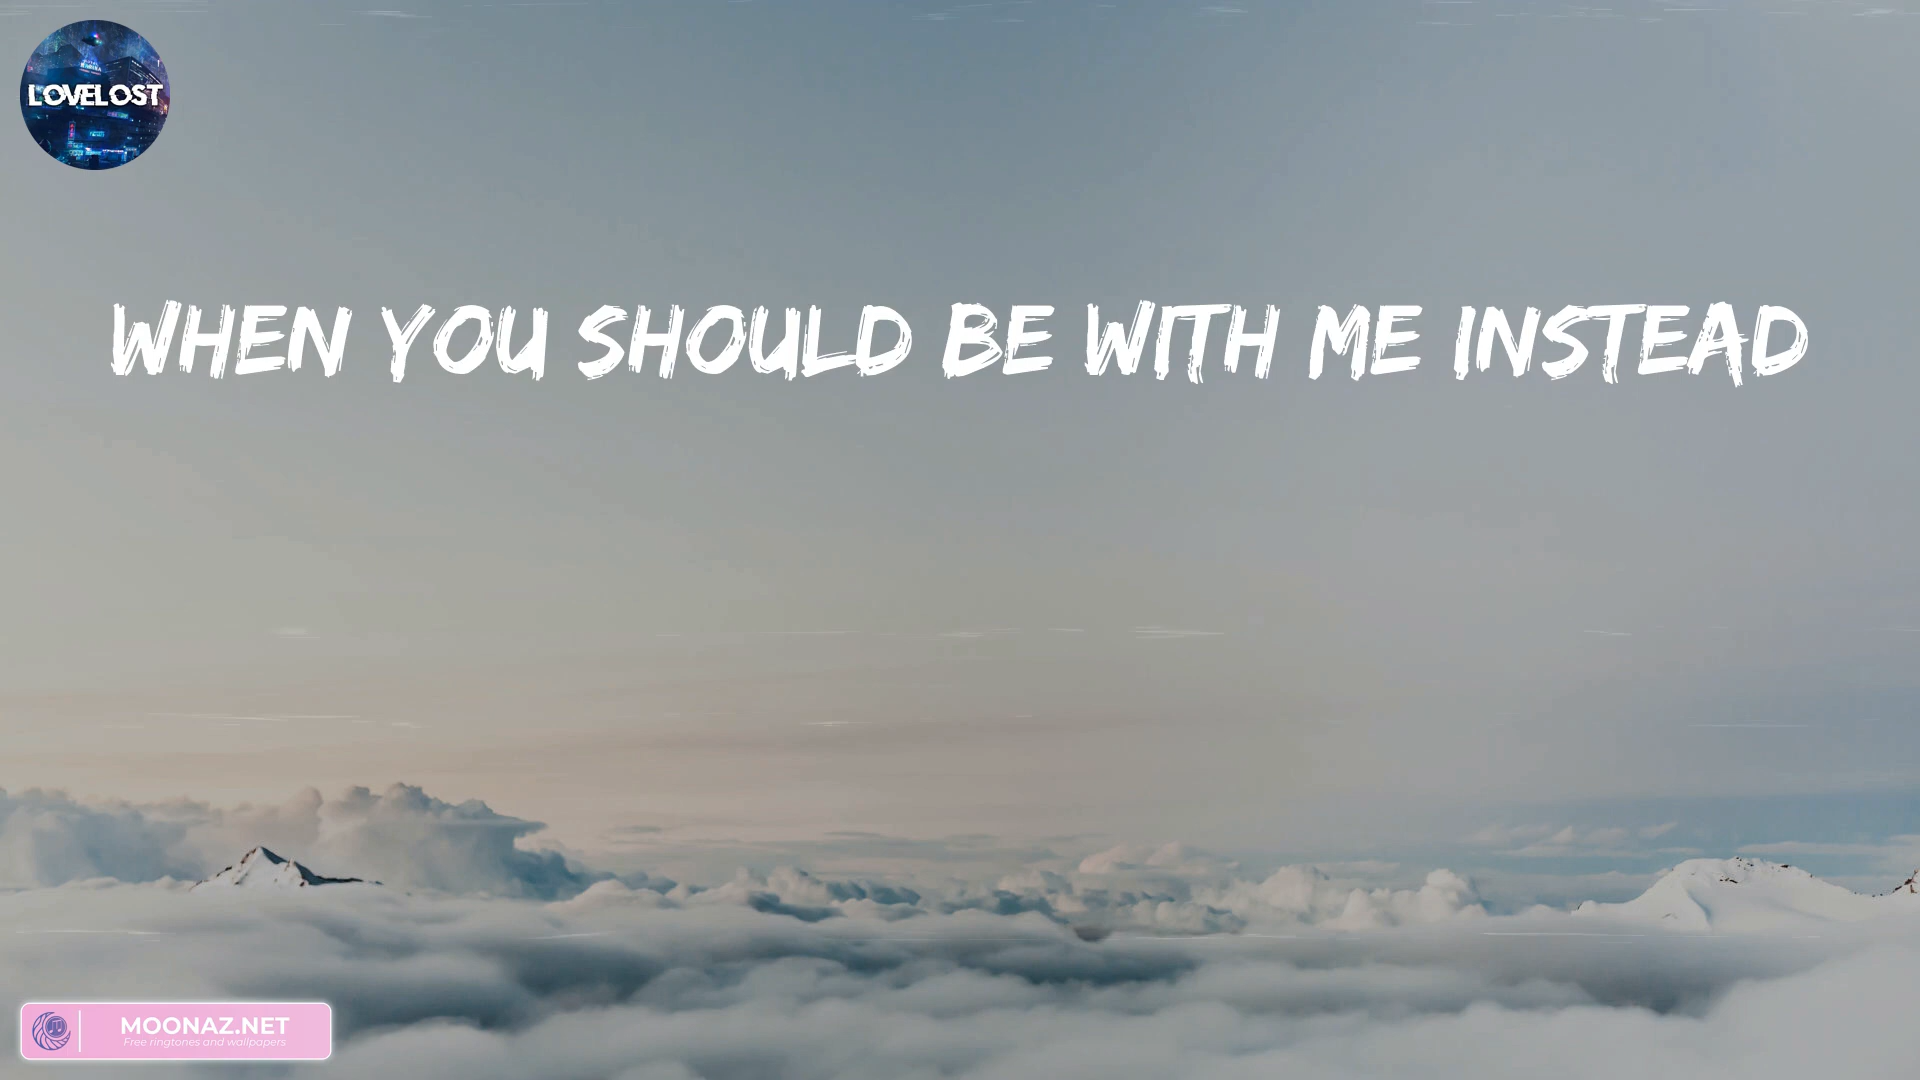 LOVELOST
WHEN YOU SHOULD BE WITH ME INSTEAD
MOONAZ.NET
Free ringtones and wallpapers